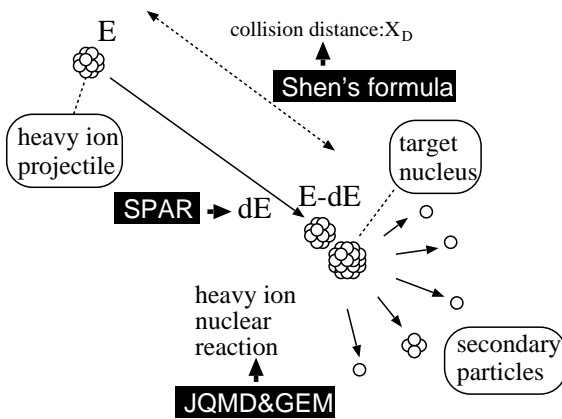 E
collision distance:X_D
Shen's formula
heavy ion
projectile
target
nucleus
SPAR
dE
E-dE
heavy ion
nuclear
reaction
JQMD&GEM
secondary
particles